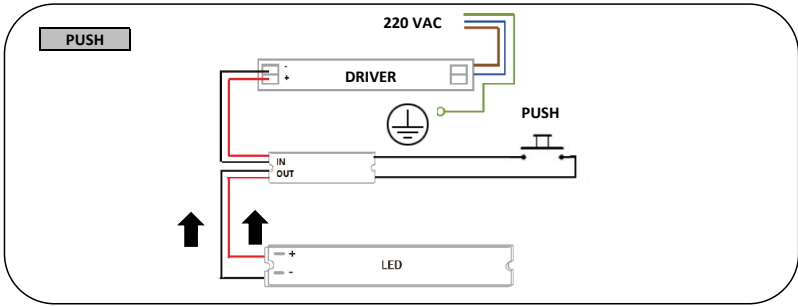 220 VAC
PUSH
-
DRIVER
+
PUSH
IN
OUT
+
LED
-